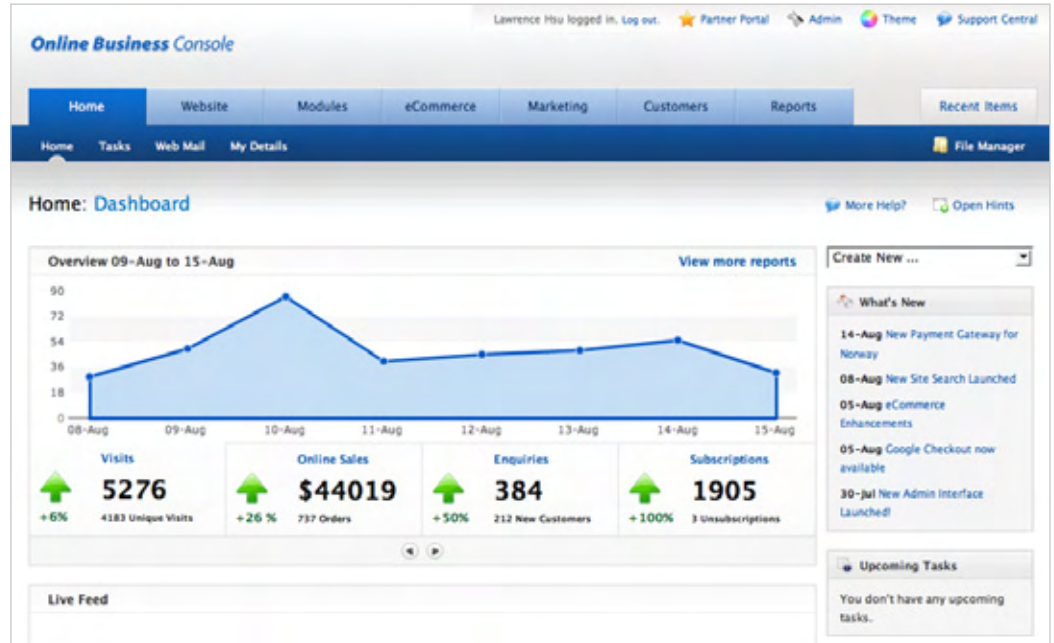 Lawrence Hsu logged in. Log out. Partner Portal Admin Theme Support Central
Online Business Console
Home Website Modules eCommerce Marketing Customers Reports Recent Items
Home Tasks Web Mail My Details File Manager
Home: Dashboard
More Help? Open Hints
Overview 09-Aug to 15-Aug View more reports
90
72
54
36
18
0
08-Aug 09-Aug 10-Aug 11-Aug 12-Aug 13-Aug 14-Aug 15-Aug
Visits
5276
+6% 4183 Unique Visits
Online Sales
$44019
+26 % 737 Orders
Enquiries
384
+50% 212 New Customers
Subscriptions
1905
+100% 3 Unsubscriptions
Live Feed
Create New ...
What's New
14-Aug New Payment Gateway for
Norway
08-Aug New Site Search Launched
05-Aug eCommerce
Enhancements
05-Aug Google Checkout now
available
30-Jul New Admin Interface
Launched!
Upcoming Tasks
You don't have any upcoming
tasks.